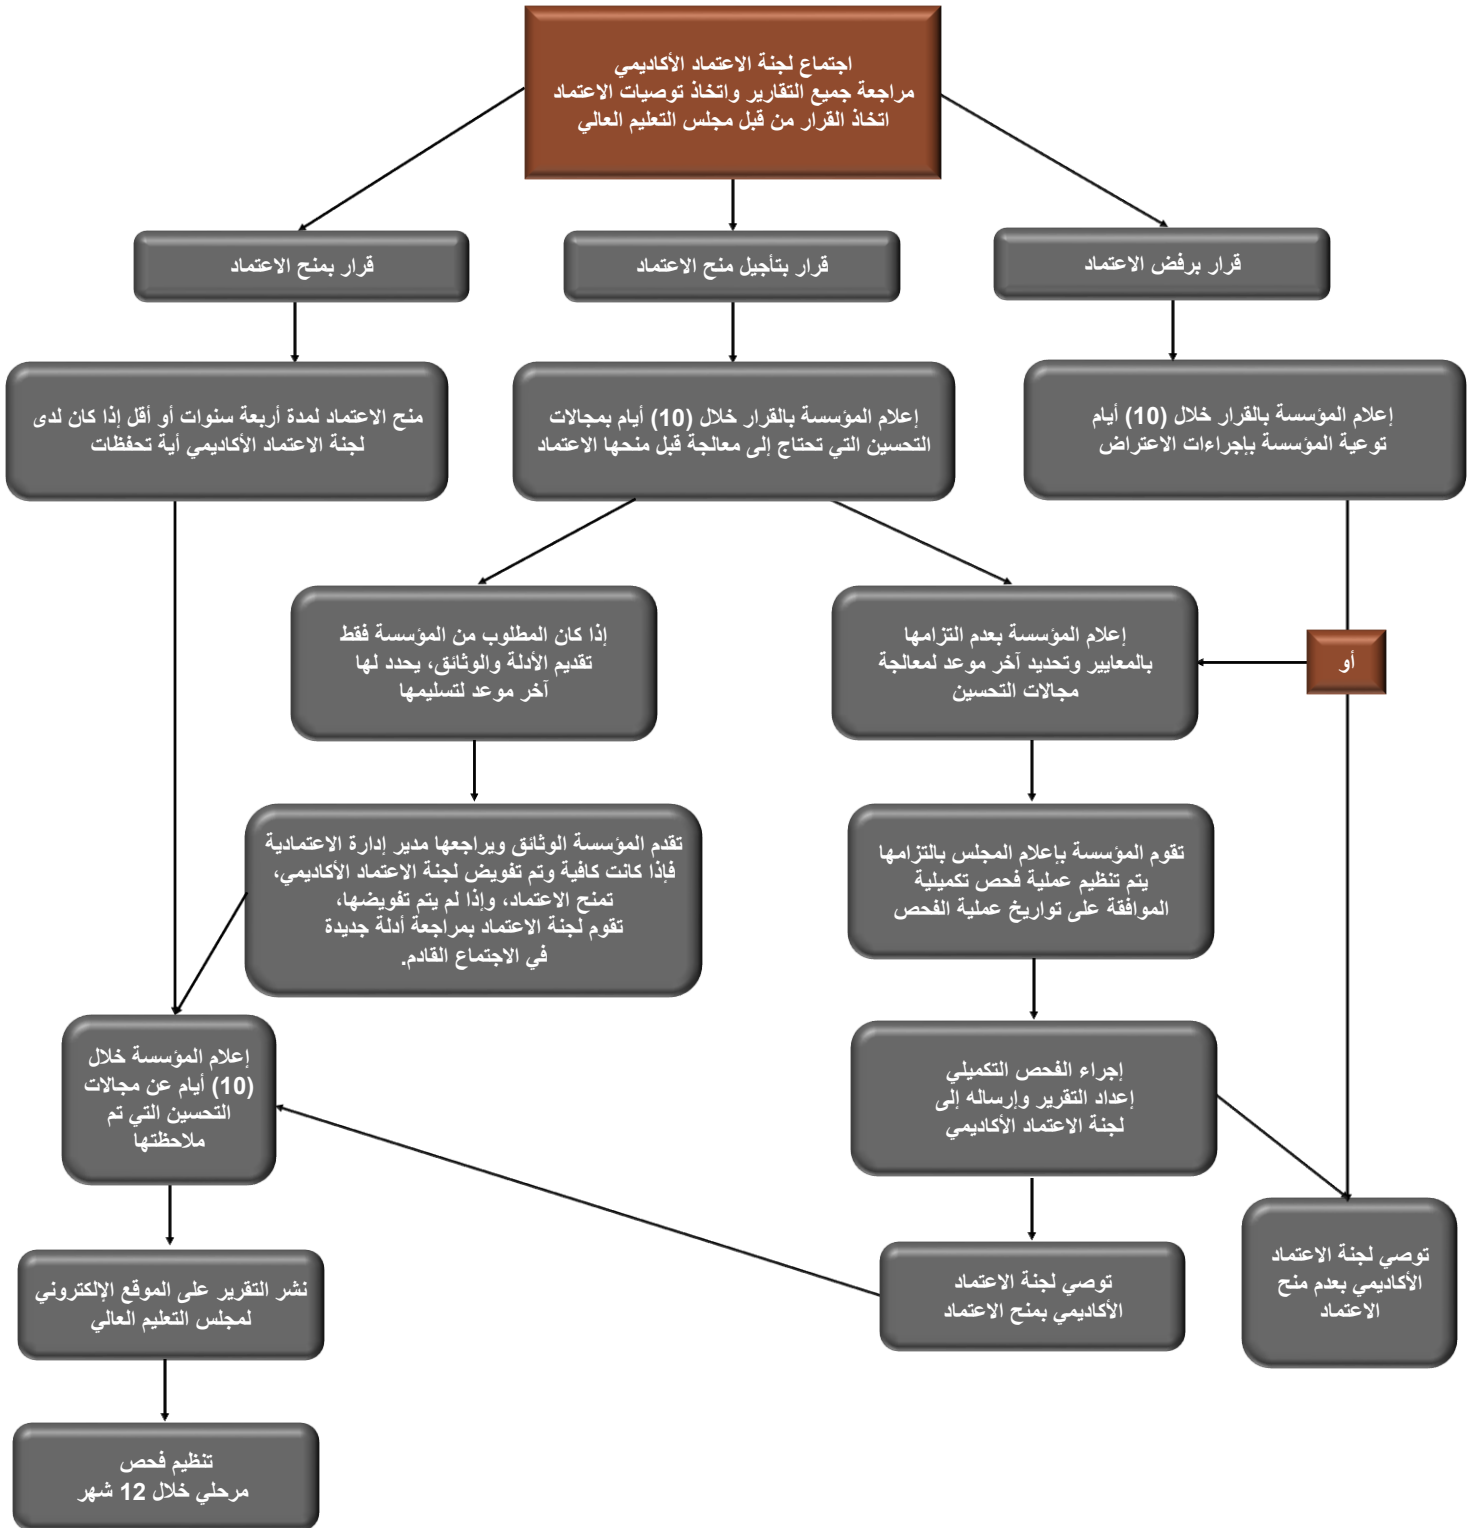 اجتماع لجنة الاعتماد الأكاديمي
مراجعة جميع التقارير واتخاذ توصيات الاعتماد
اتخاذ القرار من قبل مجلس التعليم العالي
قرار برفض الاعتماد
قرار بتأجيل منح الاعتماد
قرار بمنح الاعتماد
إعلام المؤسسة بالقرار خلال (10) أيام
توعية المؤسسة بإجراءات الاعتراض
إعلام المؤسسة بالقرار خلال (10) أيام بمجالات
التحسين التي تحتاج إلى معالجة قبل منحها الاعتماد
منح الاعتماد لمدة أربعة سنوات أو أقل إذا كان لدى
لجنة الاعتماد الأكاديمي أية تحفظات
أو
إعلام المؤسسة بعدم التزامها
بالمعايير وتحديد آخر موعد لمعالجة
مجالات التحسين
إذا كان المطلوب من المؤسسة فقط
تقديم الأدلة والوثائق، يحدد لها
آخر موعد لتسليمها
تقوم المؤسسة بإعلام المجلس بالتزامها
يتم تنظيم عملية فحص تكميلية
الموافقة على تواريخ عملية الفحص
تقدم المؤسسة الوثائق ويراجعها مدير إدارة الاعتمادية
فإذا كانت كافية وتم تفويض لجنة الاعتماد الأكاديمي،
تمنح الاعتماد، وإذا لم يتم تفويضها،
تقوم لجنة الاعتماد بمراجعة أدلة جديدة
في الاجتماع القادم.
إجراء الفحص التكميلي
إعداد التقرير وإرساله إلى
لجنة الاعتماد الأكاديمي
إعلام المؤسسة خلال
(10) أيام عن مجالات
التحسين التي تم
ملاحظتها
توصي لجنة الاعتماد
الأكاديمي بعدم منح
الاعتماد
توصي لجنة الاعتماد
الأكاديمي بمنح الاعتماد
نشر التقرير على الموقع الإلكتروني
لمجلس التعليم العالي
تنظيم فحص
مرحلي خلال 12 شهر